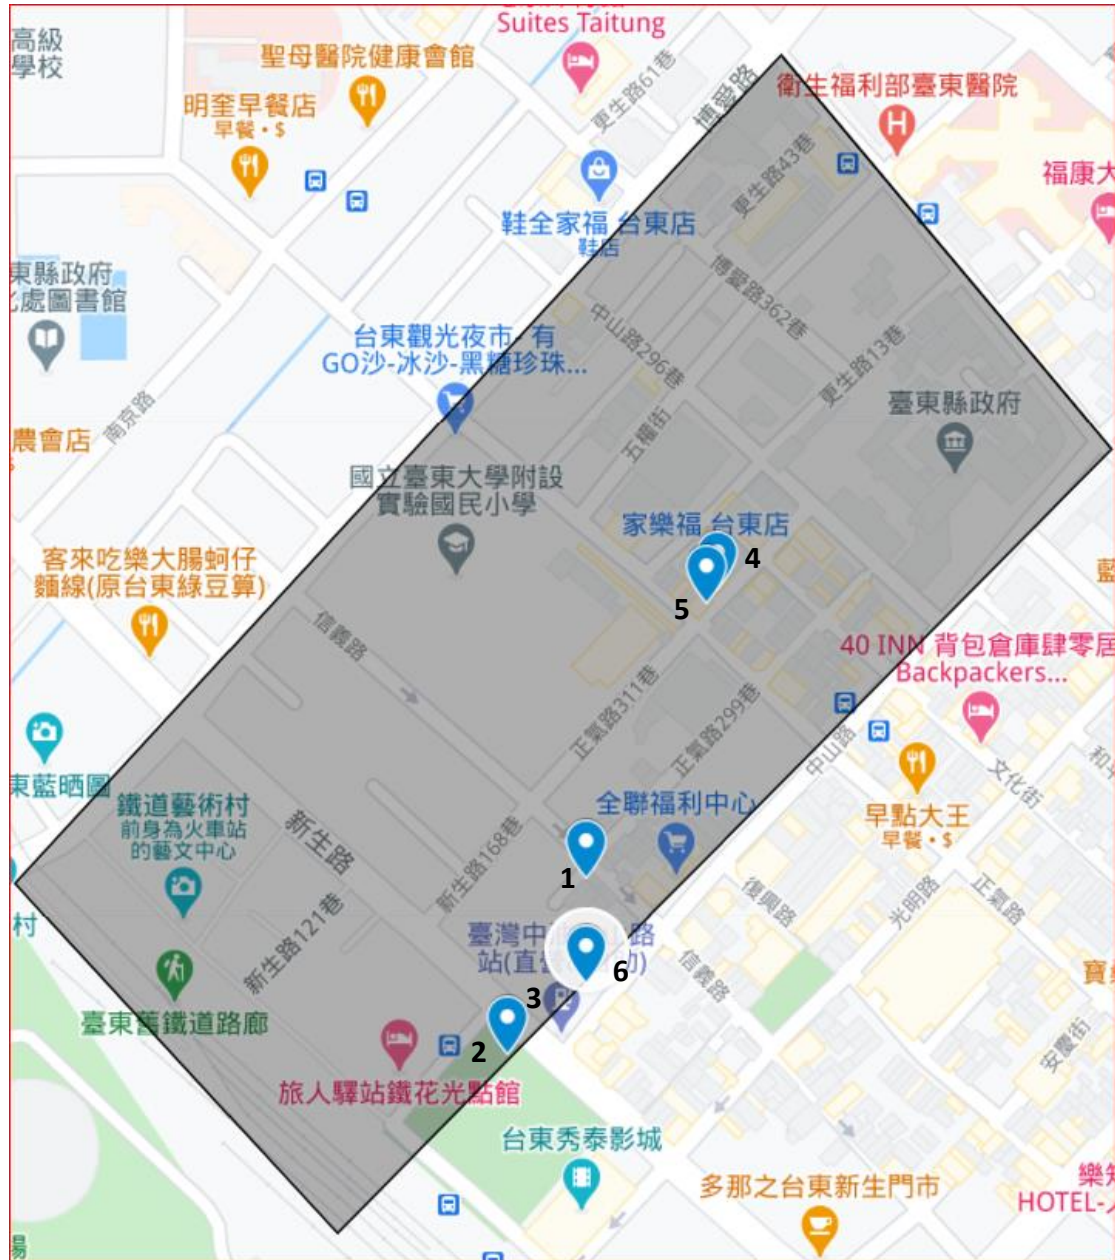 高級
學校
Suites Taitung
聖母醫院健康會館
更生路61巷
博愛路
衛生福利部臺東醫院
明奎早餐店
早餐・$
更生路43巷
福康大
鞋全家福 台東店
鞋店
東縣政府
處圖書館
博愛路362巷
中山路296巷
台東觀光夜市- 有
GO沙-冰沙-黑糖珍珠...
更生路13巷
南京路
臺東縣政府
農會店
五權街
國立臺東大學附設
實驗國民小學
家樂福 台東店
4
5
客來吃樂大腸蚵仔
麵線(原台東綠豆算)
藍
信義路
40 INN 背包倉庫肆零居
Backpackers...
正氣路311巷
正氣路299巷
中山路
文化街
和平
東藍晒圖
鐵道藝術村
前身為火車站
的藝文中心
新生路
全聯福利中心
早點大王
早餐・$
新生路168巷
1
復興路
光明路
正氣路
村
新生路121巷
臺灣中
路
站(直
6
信義路
3
臺東舊鐵道路廊
2
安慶街
旅人驛站鐵花光點館
台東秀泰影城
多那之台東新生門市
HOTEL-